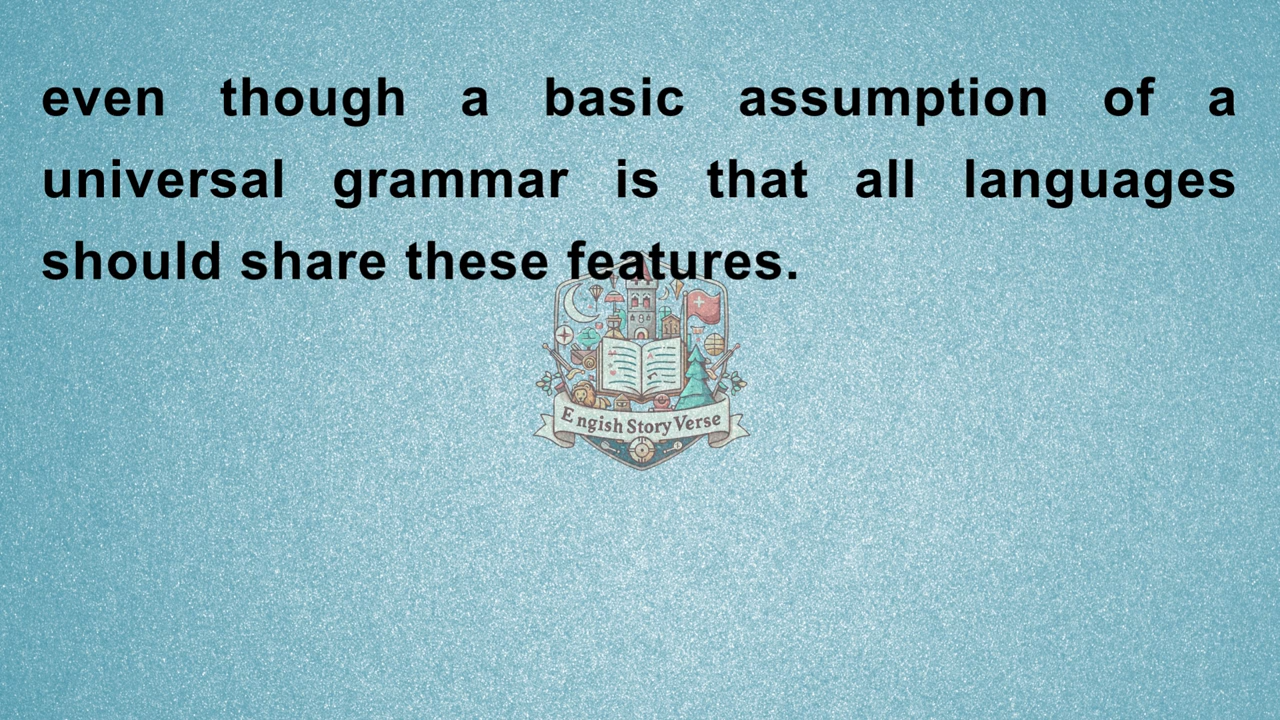 even though a basic assumption of a
universal grammar is that all languages
should share these features.
Engish Story Verse